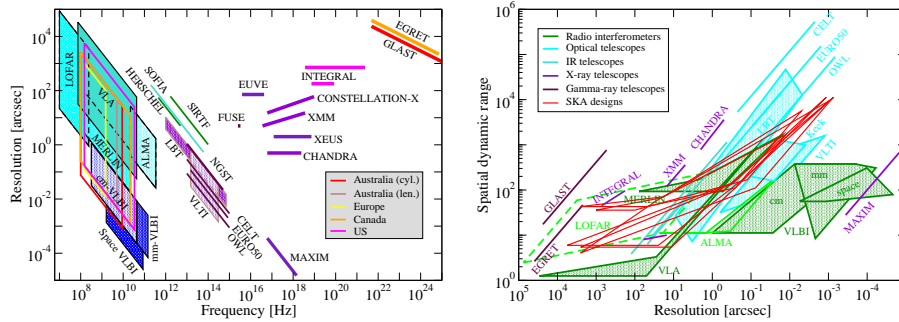 Resolution [arcsec]
10^4
10^2
10^0
10^-2
10^-4
10^8
10^10
10^12
10^14
10^16
10^18
10^20
10^22
10^24
Frequency [Hz]
LOFAR
VLA
MERLIN
ALMA
cm-VLBI
mm-VLBI
Space VLBI
HERSCHEL
SOFIA
SIRTF
LBT
VLTI
NGST
CELT
EURO50
OWL
FUSE
EUVE
INTEGRAL
CONSTELLATION-X
XMM
XEUS
CHANDRA
MAXIM
EGRET
GLAST
Australia (cyl.)
Australia (len.)
Europe
Canada
US
Spatial dynamic range
10^6
10^4
10^2
10^0
10^5
10^4
10^3
10^2
10^1
10^0
10^-1
10^-2
10^-3
10^-4
Resolution [arcsec]
Radio interferometers
Optical telescopes
IR telescopes
X-ray telescopes
Gamma-ray telescopes
SKA designs
CELT
EURO50
OWL
LBT
Keck
VLTI
CHANDRA
XMM
INTEGRAL
GLAST
MERLIN
LOFAR
EGRET
VLA
ALMA
cm
mm
space
VLBI
MAXIM